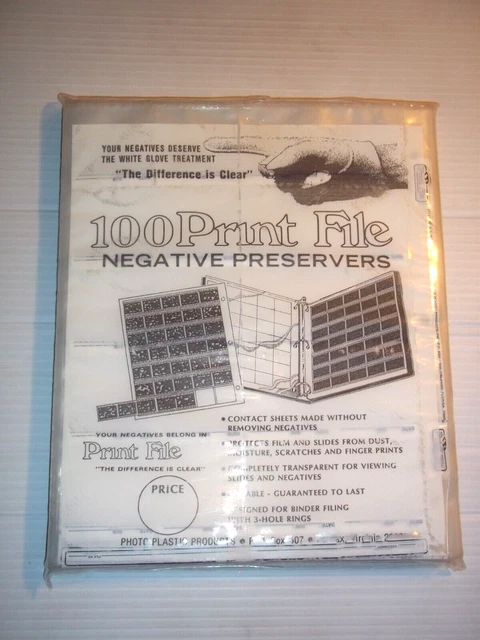 YOUR NEGATIVES DESERVE
THE WHITE GLOVE TREATMENT
"The Difference is Clear"
100 Print File
NEGATIVE PRESERVERS
• CONTACT SHEETS MADE WITHOUT
REMOVING NEGATIVES
• PROTECTS FILM AND SLIDES FROM DUST,
MOISTURE, SCRATCHES AND FINGER PRINTS
• COMPLETELY TRANSPARENT FOR VIEWING
SLIDES AND NEGATIVES
- GUARANTEED TO LAST
DESIGNED FOR BINDER FILING
WITH 3-HOLE RINGS
YOUR NEGATIVES BELONG IN
Print File
"THE DIFFERENCE IS CLEAR"
PRICE
PHOTO PLASTIC PRODUCTS • Box